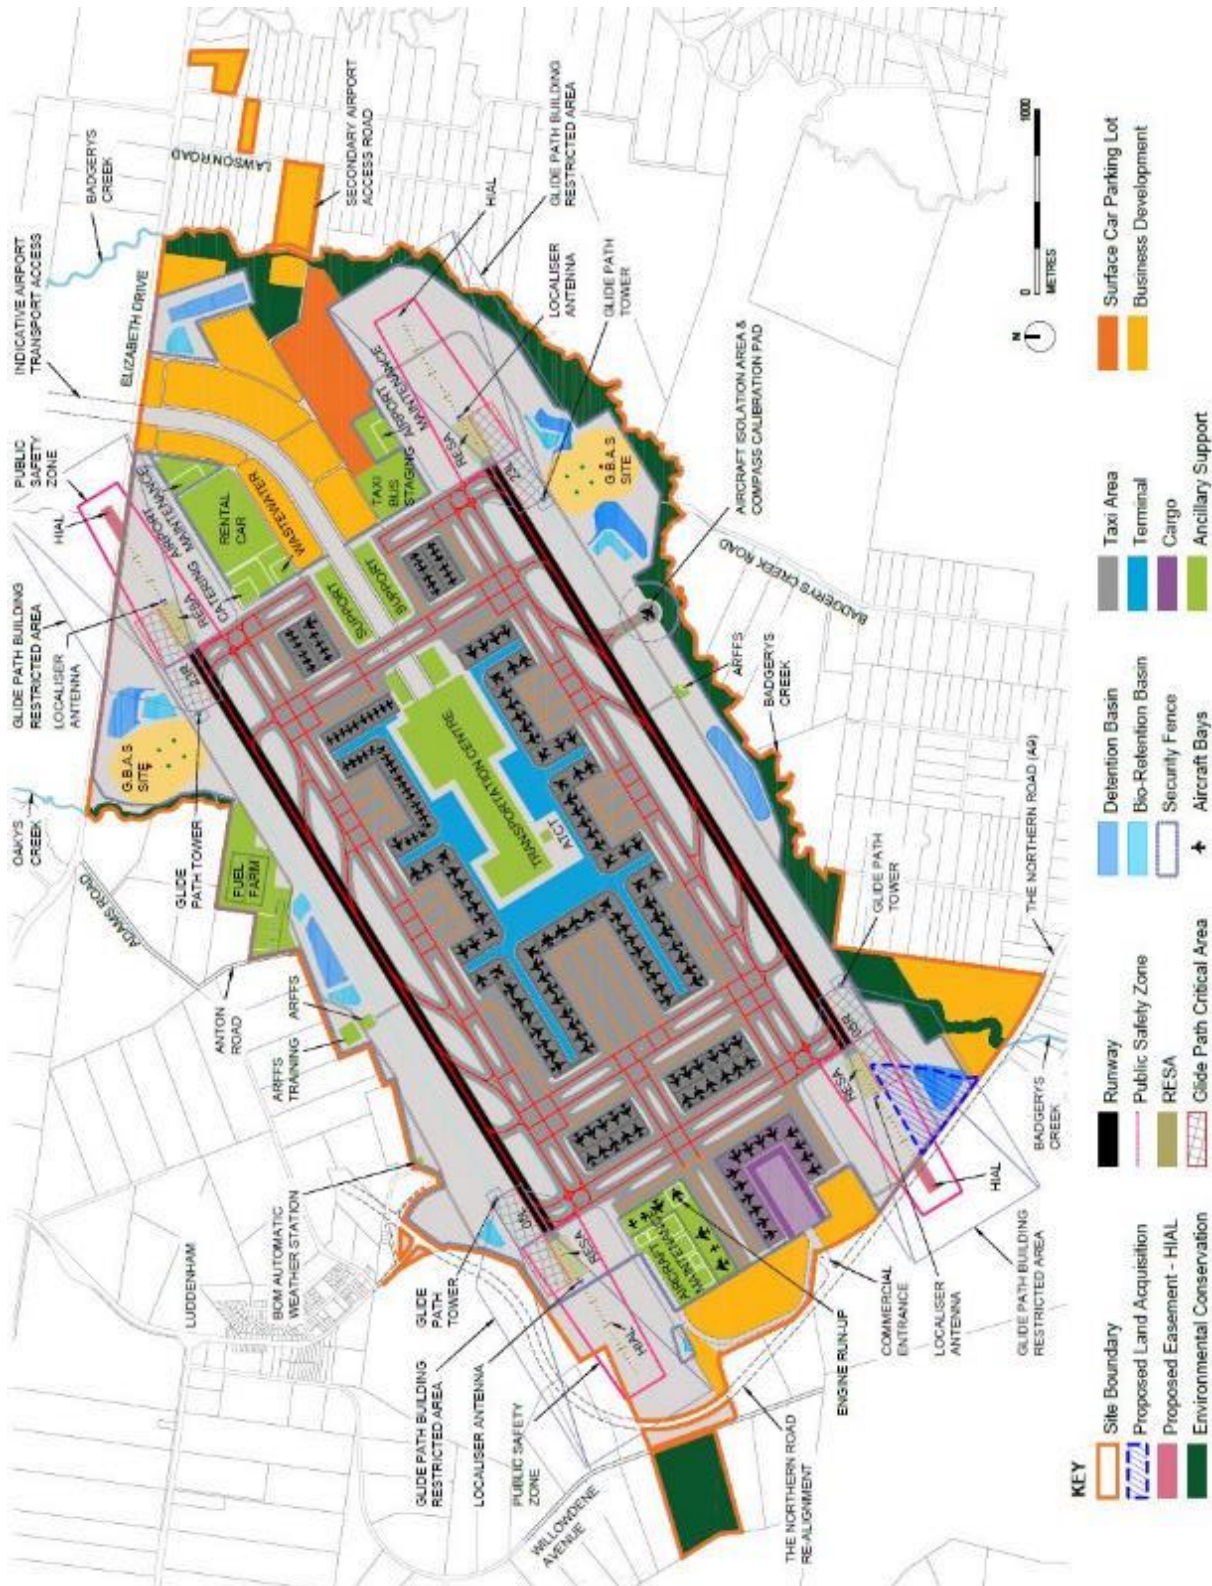 INDICATIVE AIRPORT
TRANSPORT ACCESS
BADGERYS
CREEK
LAWSON ROAD
SECONDARY AIRPORT
ACCESS ROAD
GLIDE PATH BUILDING
RESTRICTED AREA
ELIZABETH DRIVE
PUBLIC
SAFETY
ZONE
HIAL
GLIDE PATH BUILDING
RESTRICTED AREA
LOCALISER
ANTENNA
OAKYS
CREEK
G.B.A.S
SITE
23R
RESA
CATERING
AIRPORT
MAINTENANCE
RENTAL
CAR
WASTEWATER
TAXI
BUS
STAGING
AIRPORT
MAINTENANCE
HIAL
LOCALISER
ANTENNA
GLIDE PATH
TOWER
RESA
23L
G.B.A.S
SITE
AIRCRAFT ISOLATION AREA &
COMPASS CALIBRATION PAD
BADGERYS CREEK ROAD
SUPPORT
SUPPORT
ADAMS ROAD
FUEL
FARM
GLIDE
PATH TOWER
TRANSPORTATION CENTRE
ATCT
ARFFS
BADGERYS
CREEK
ANTON
ROAD
ARFFS
TRAINING
ARFFS
LUDDENHAM
BOM AUTOMATIC
WEATHER STATION
GLIDE PATH
TOWER
THE NORTHERN ROAD (A9)
GLIDE
PATH
TOWER
RESA
RESA
BADGERYS
CREEK
AIRCRAFT
HIAL
HIAL
GLIDE PATH BUILDING
RESTRICTED AREA
LOCALISER ANTENNA
PUBLIC SAFETY
ZONE
WILLOWDENE
AVENUE
THE NORTHERN ROAD
RE-ALIGNMENT
ENGINE RUN-UP
COMMERCIAL
ENTRANCE
LOCALISER
ANTENNA
GLIDE PATH BUILDING
RESTRICTED AREA
N
0
1000
METRES
KEY
Site Boundary
Proposed Land Acquisition
Proposed Easement - HIAL
Environmental Conservation
Runway
Public Safety Zone
RESA
Glide Path Critical Area
Detention Basin
Bio-Retention Basin
Security Fence
Aircraft Bays
Taxi Area
Terminal
Cargo
Ancillary Support
Surface Car Parking Lot
Business Development